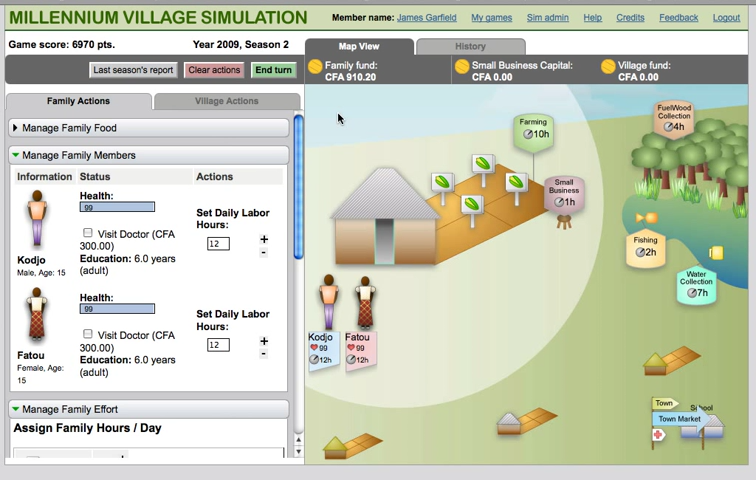 MILLENNIUM VILLAGE SIMULATION
Member name: James Garfield My games Sim admin Help Credits Feedback Logout
Game score: 6970 pts. Year 2009, Season 2
Last season's report Clear actions End turn
Map View History
Family fund: CFA 910.20
Small Business Capital: CFA 0.00
Village fund: CFA 0.00
Family Actions Village Actions
Manage Family Food
Manage Family Members
Information Status Actions
Health:
99
Visit Doctor (CFA
300.00)
Education: 6.0 years
(adult)
Set Daily Labor
Hours:
12
+
-
Kodjo
Male, Age: 15
Health:
99
Visit Doctor (CFA
300.00)
Education: 6.0 years
(adult)
Set Daily Labor
Hours:
12
+
-
Fatou
Female, Age:
15
Manage Family Effort
Assign Family Hours / Day
Farming
10h
Small
Business
1h
FuelWood
Collection
4h
Fishing
2h
Water
Collection
7h
Kodjo
99
12h
Fatou
99
12h
Town
School
Town Market